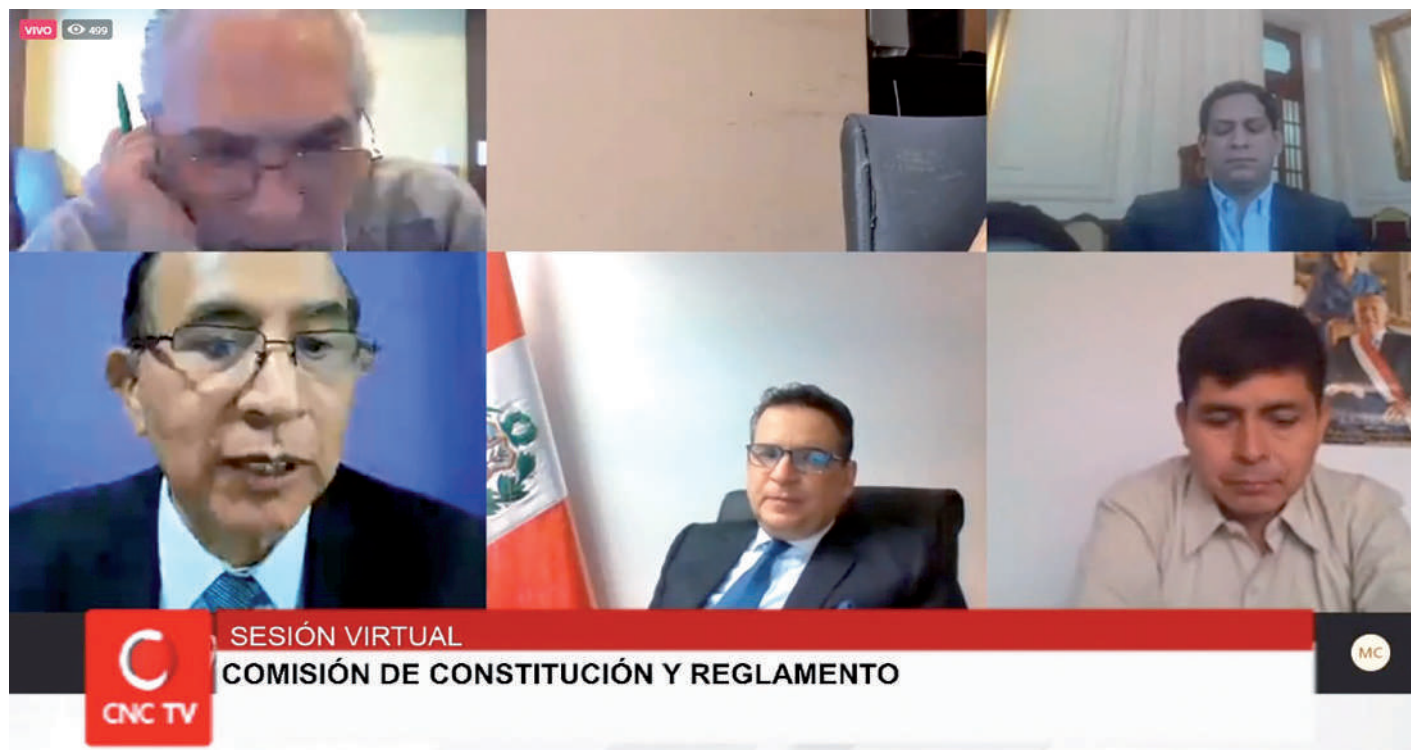 VIVO 499
SESIÓN VIRTUAL
COMISIÓN DE CONSTITUCIÓN Y REGLAMENTO
CNC TV
MC